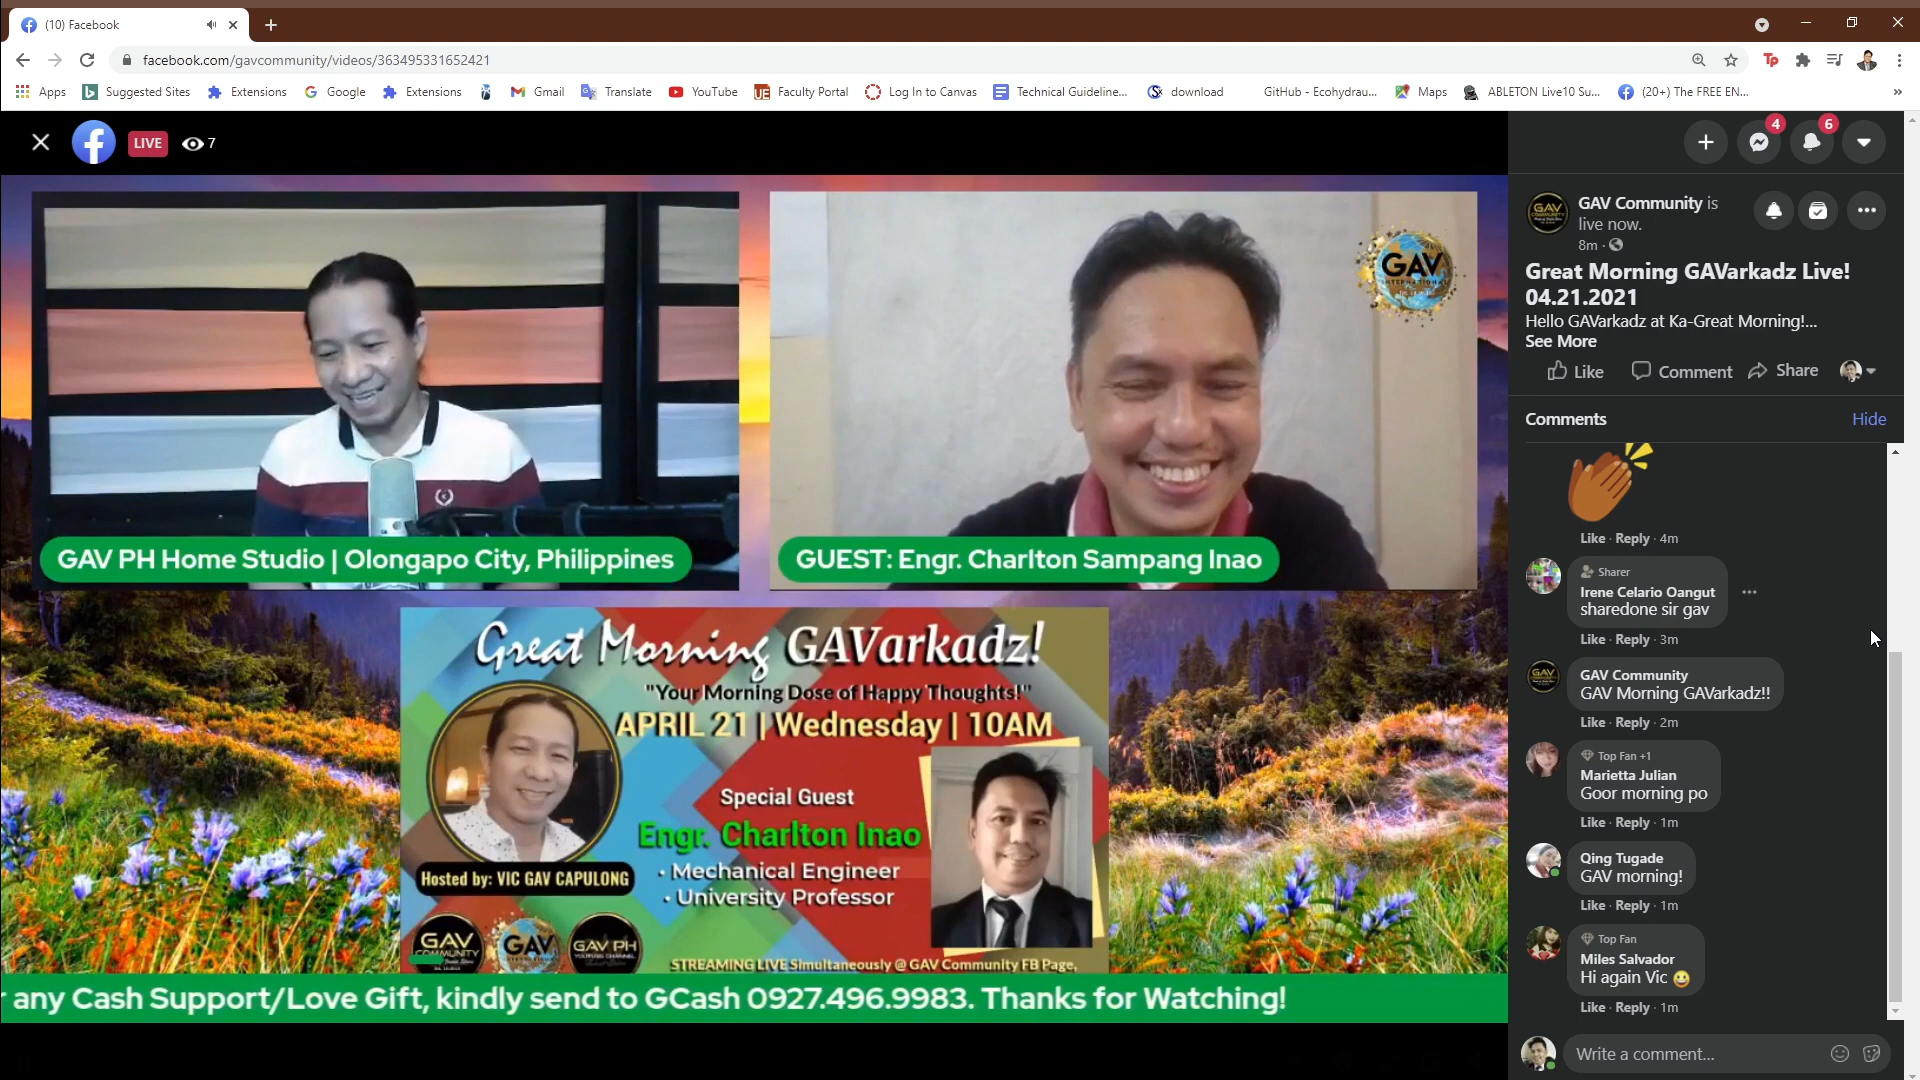 (10) Facebook
facebook.com/gavcommunity/videos/363495331652421
Apps
Suggested Sites
Extensions
Google
Extensions
Gmail
Translate
YouTube
Faculty Portal
Log In to Canvas
Technical Guideline...
download
GitHub - Ecohydrau...
Maps
ABLETON Live10 Su...
(20+) The FREE EN...
LIVE
7
4
6
GAV Community is
live now.
8m ·
Great Morning GAVarkadz Live!
04.21.2021
Hello GAVarkadz at Ka-Great Morning!...
See More
Like
Comment
Share
Comments
Hide
Like · Reply · 4m
Sharer
Irene Celario Oangut
sharedone sir gav
Like · Reply · 3m
GAV Community
GAV Morning GAVarkadz!!
Like · Reply · 2m
Top Fan +1
Marietta Julian
Goor morning po
Like · Reply · 1m
Qing Tugade
GAV morning!
Like · Reply · 1m
Top Fan
Miles Salvador
Hi again Vic
Like · Reply · 1m
Write a comment...
GAV
INTERNATIONAL
GAV PH Home Studio | Olongapo City, Philippines
GUEST: Engr. Charlton Sampang Inao
Great Morning GAVarkadz!
"Your Morning Dose of Happy Thoughts!"
APRIL 21 | Wednesday | 10AM
Special Guest
Engr. Charlton Inao
· Mechanical Engineer
· University Professor
Hosted by: VIC GAV CAPULONG
GAV
COMMUNITY
GAV
GAV PH
YOUTUBE CHANNEL
STREAMING LIVE Simultaneously @ GAV Community FB Page,
any Cash Support/Love Gift, kindly send to GCash 0927.496.9983. Thanks for Watching!